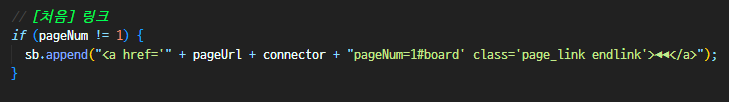 // [처음] 링크
if (pageNum != 1) {
sb.append("<a href='" + pageUrl + connector + "pageNum=1#board' class='page_link endlink'>◀◀</a>");
}